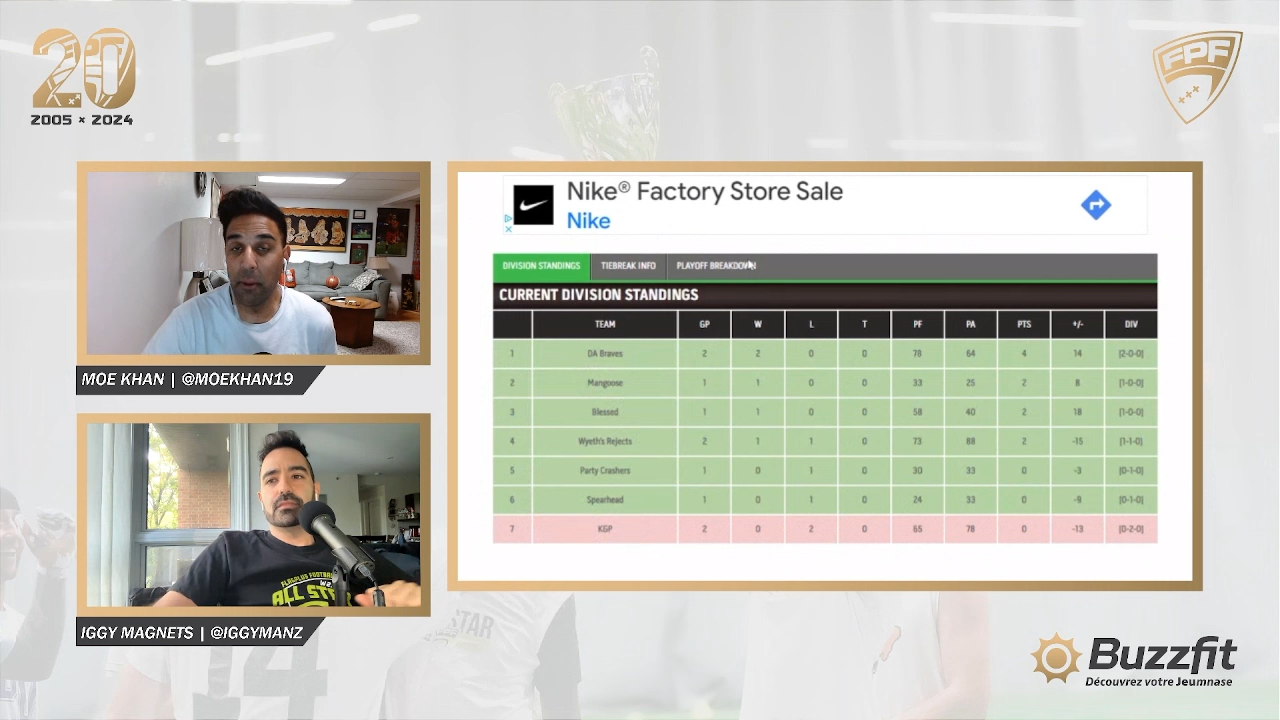 20
2005 × 2024
FPF
Nike® Factory Store Sale
Nike
DIVISION STANDINGS TIEBREAK INFO PLAYOFF BREAKDOWN
CURRENT DIVISION STANDINGS
TEAM GP W L T PF PA PTS +/- DIV
1 DA Braves 2 2 0 0 78 64 4 14 [2-0-0]
2 Mangoose 1 1 0 0 33 25 2 8 [1-0-0]
3 Blessed 1 1 0 0 58 40 2 18 [1-0-0]
4 Wyeth's Rejects 2 1 1 0 73 88 2 -15 [1-1-0]
5 Party Crashers 1 0 1 0 30 33 0 -3 [0-1-0]
6 Spearhead 1 0 1 0 24 33 0 -9 [0-1-0]
7 KGP 2 0 2 0 65 78 0 -13 [0-2-0]
MOE KHAN | @MOEKHAN19
FLAGPLUS FOOTBALL
ALL ST
IGGY MAGNETS | @IGGYMANZ
STAR
14
Buzzfit
Découvrez votre Jeumnase